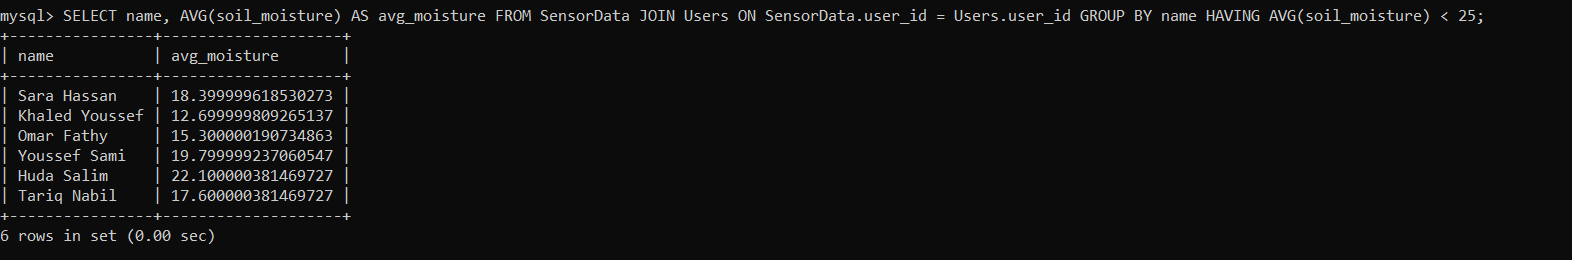 mysql> SELECT name, AVG(soil_moisture) AS avg_moisture FROM SensorData JOIN Users ON SensorData.user_id = Users.user_id GROUP BY name HAVING AVG(soil_moisture) < 25;
+----------------+--------------------+
| name           | avg_moisture       |
+----------------+--------------------+
| Sara Hassan    | 18.399999618530273 |
| Khaled Youssef | 12.699999809265137 |
| Omar Fathy     | 15.300000190734863 |
| Youssef Sami   | 19.799999237060547 |
| Huda Salim     | 22.100000381469727 |
| Tariq Nabil    | 17.600000381469727 |
+----------------+--------------------+
6 rows in set (0.00 sec)